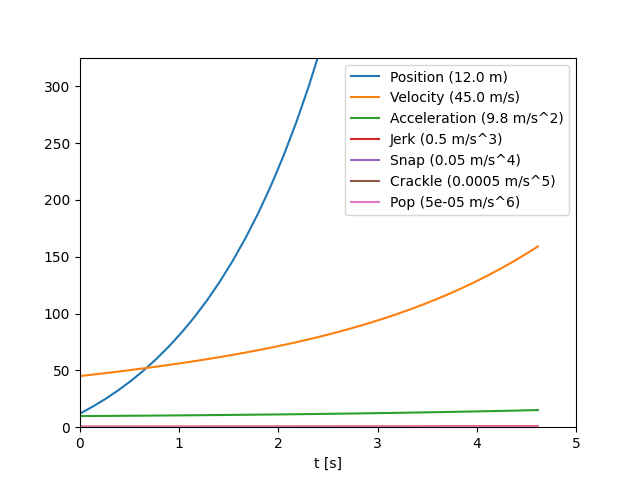 300
250
200
150
100
50
0
0 1 2 3 4 5
t [s]
Position (12.0 m)
Velocity (45.0 m/s)
Acceleration (9.8 m/s^2)
Jerk (0.5 m/s^3)
Snap (0.05 m/s^4)
Crackle (0.0005 m/s^5)
Pop (5e-05 m/s^6)